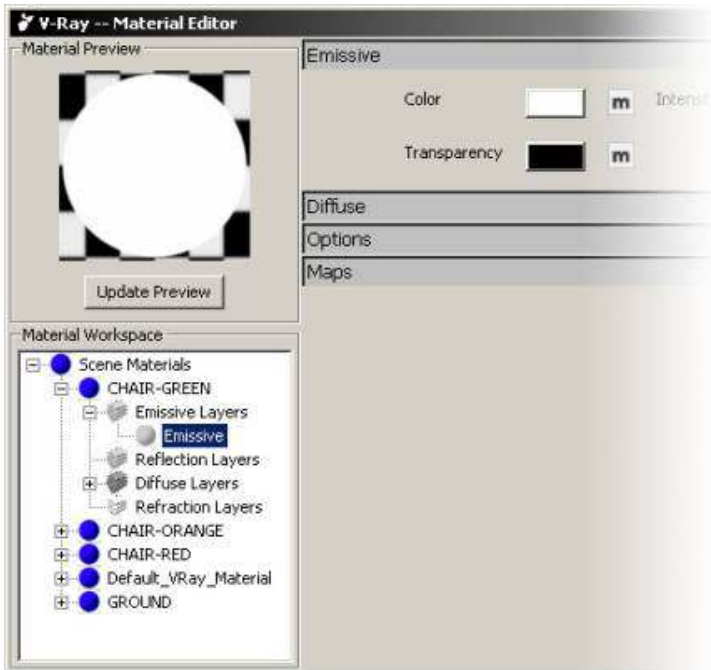 V-Ray -- Material Editor
Material Preview
Update Preview
Emissive
Color
m
Transparency
m
Diffuse
Options
Maps
Material Workspace
Scene Materials
CHAIR-GREEN
Emissive Layers
Emissive
Reflection Layers
Diffuse Layers
Refraction Layers
CHAIR-ORANGE
CHAIR-RED
Default_VRay_Material
GROUND